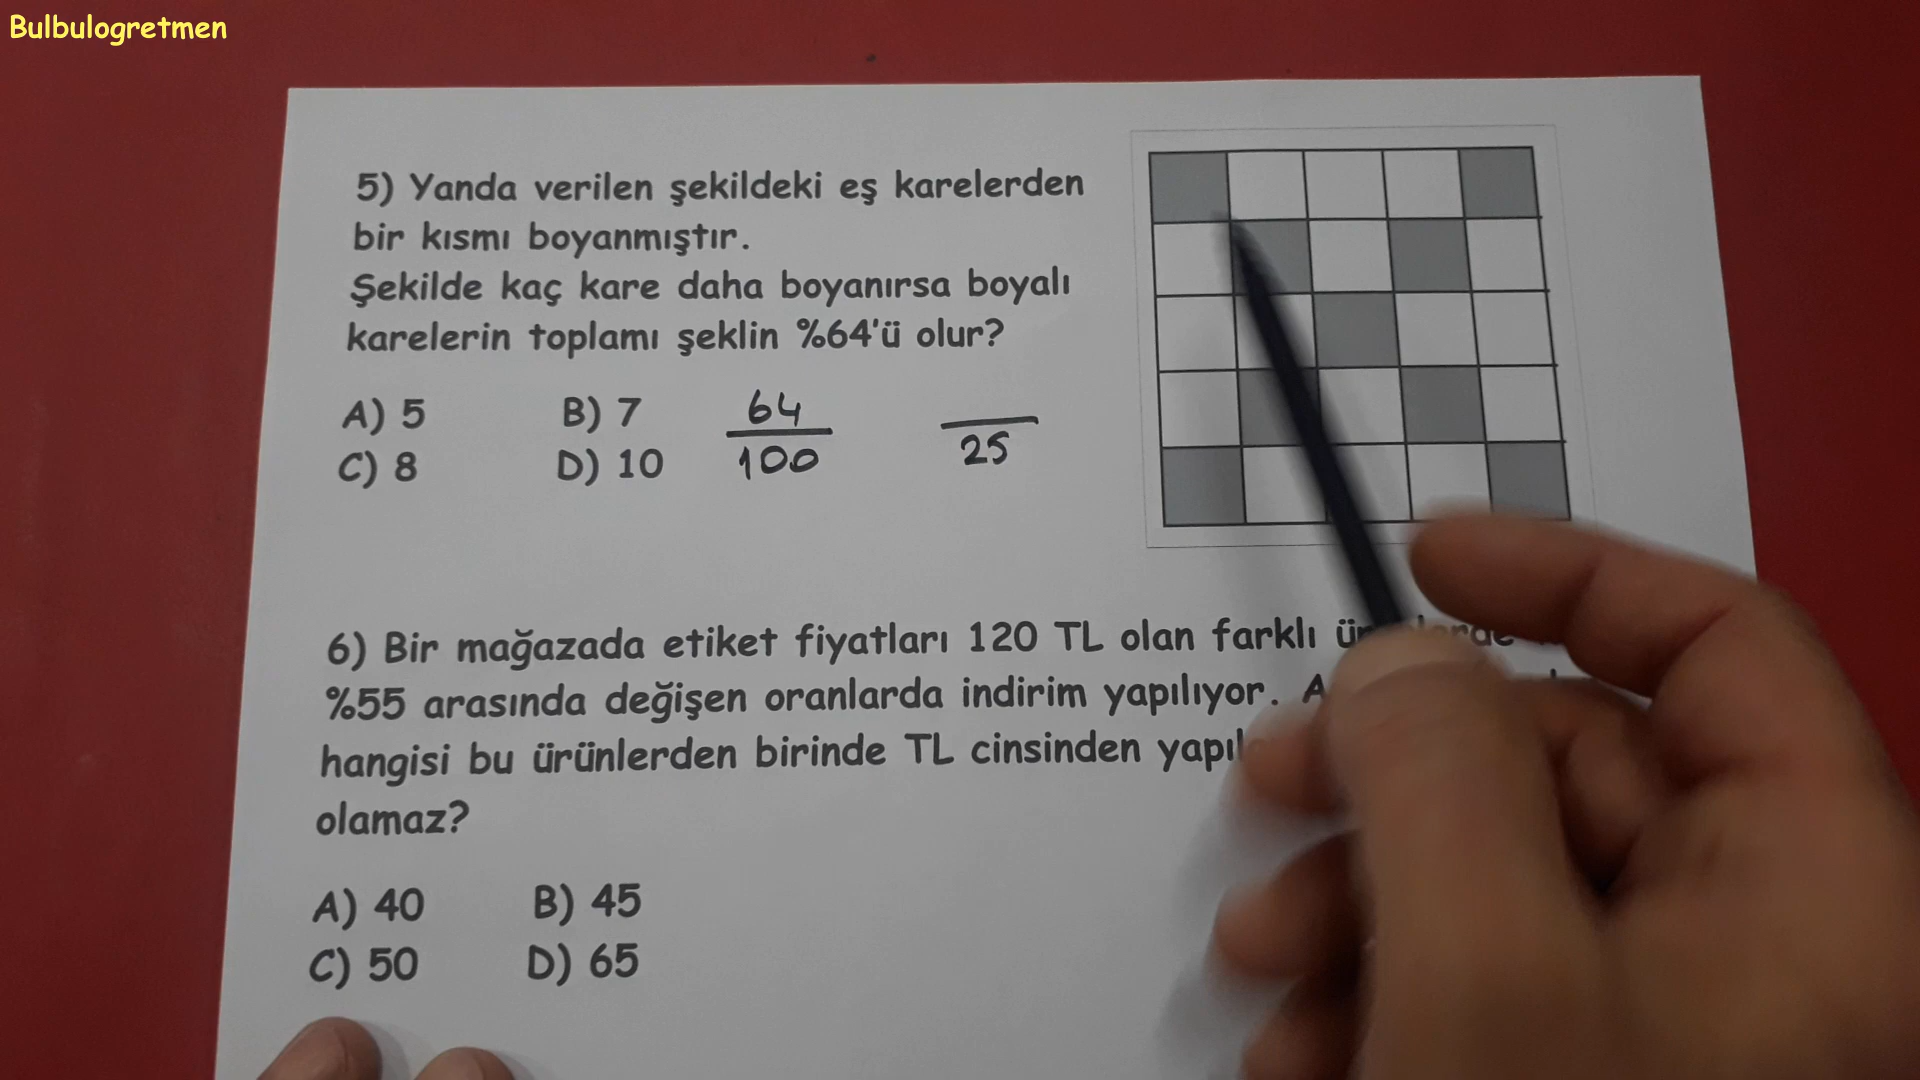 Bulbulogretmen
5) Yanda verilen şekildeki eş karelerden
bir kısmı boyanmıştır.
Şekilde kaç kare daha boyanırsa boyalı
karelerin toplamı şeklin %64'ü olur?
A) 5 B) 7
C) 8 D) 10
64
100
25
6) Bir mağazada etiket fiyatları 120 TL olan farklı
%55 arasında değişen oranlarda indirim yapılıyor.
hangisi bu ürünlerden birinde TL cinsinden
olamaz?
A) 40 B) 45
C) 50 D) 65